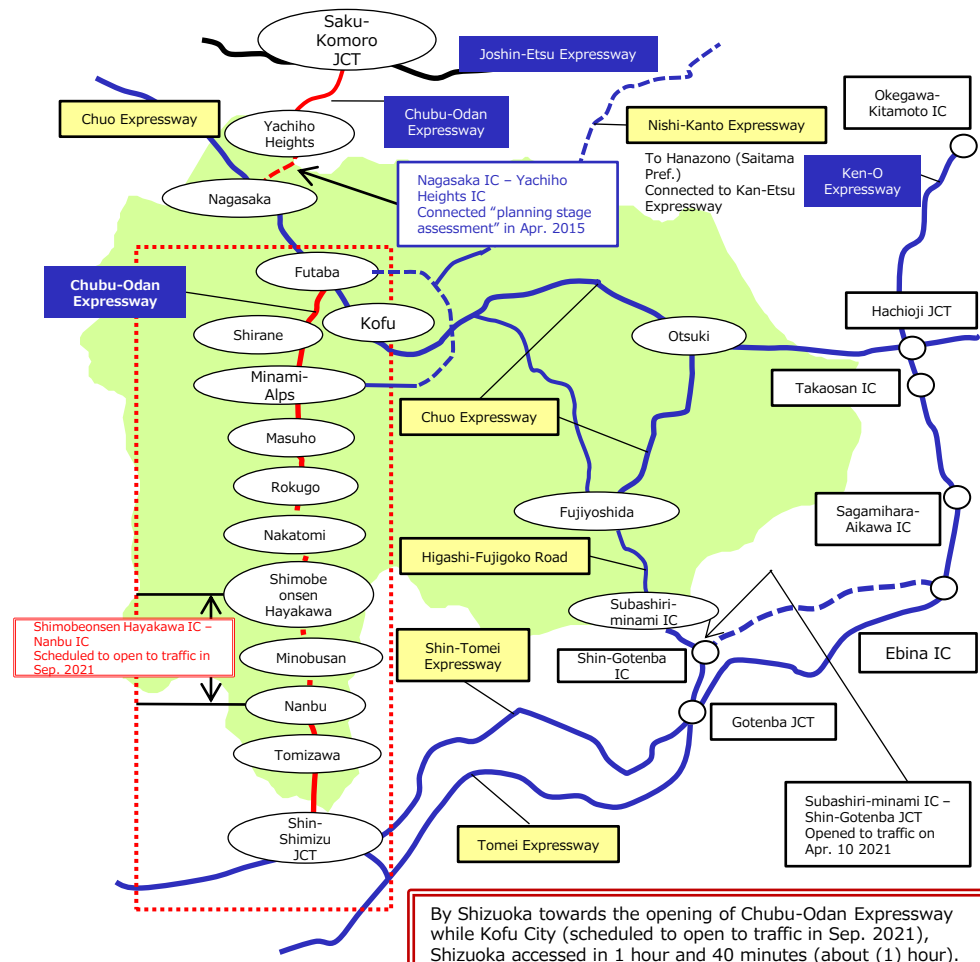 Saku-
Komoro
JCT
Joshin-Etsu Expressway
Chuo Expressway
Yachiho
Heights
Chubu-Odan
Expressway
Nishi-Kanto Expressway
Okegawa-
Kitamoto IC
To Hanazono (Saitama
Pref.)
Connected to Kan-Etsu
Expressway
Ken-O
Expressway
Nagasaka
Nagasaka IC – Yachiho
Heights IC
Connected “planning stage
assessment” in Apr. 2015
Chubu-Odan
Expressway
Futaba
Kofu
Shirane
Otsuki
Hachioji JCT
Minami-
Alps
Takaosan IC
Chuo Expressway
Masuho
Rokugo
Fujiyoshida
Sagamihara-
Aikawa IC
Nakatomi
Higashi-Fujigoko Road
Shimobe
onsen
Hayakawa
Subashiri-
minami IC
Shimobeonsen Hayakawa IC –
Nanbu IC
Scheduled to open to traffic in
Sep. 2021
Minobusan
Shin-Tomei
Expressway
Shin-Gotenba
IC
Ebina IC
Nanbu
Gotenba JCT
Tomizawa
Subashiri-minami IC –
Shin-Gotenba JCT
Opened to traffic on
Apr. 10 2021
Shin-
Shimizu
JCT
Tomei Expressway
By Shizuoka towards the opening of Chubu-Odan Expressway
while Kofu City (scheduled to open to traffic in Sep. 2021),
Shizuoka accessed in 1 hour and 40 minutes (about (1) hour).